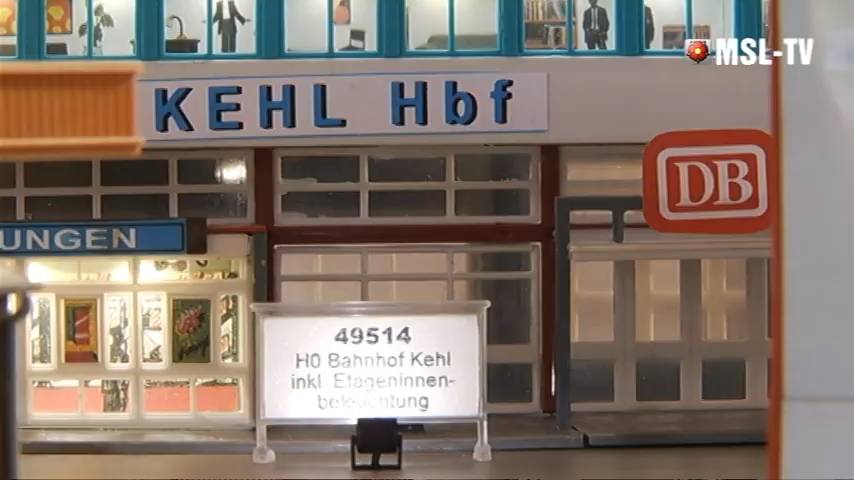 MSL-TV
KEHL Hbf
DB
UNGEN
49514
H0 Bahnhof Kehl
inkl. Etageninnen-
beleuchtung